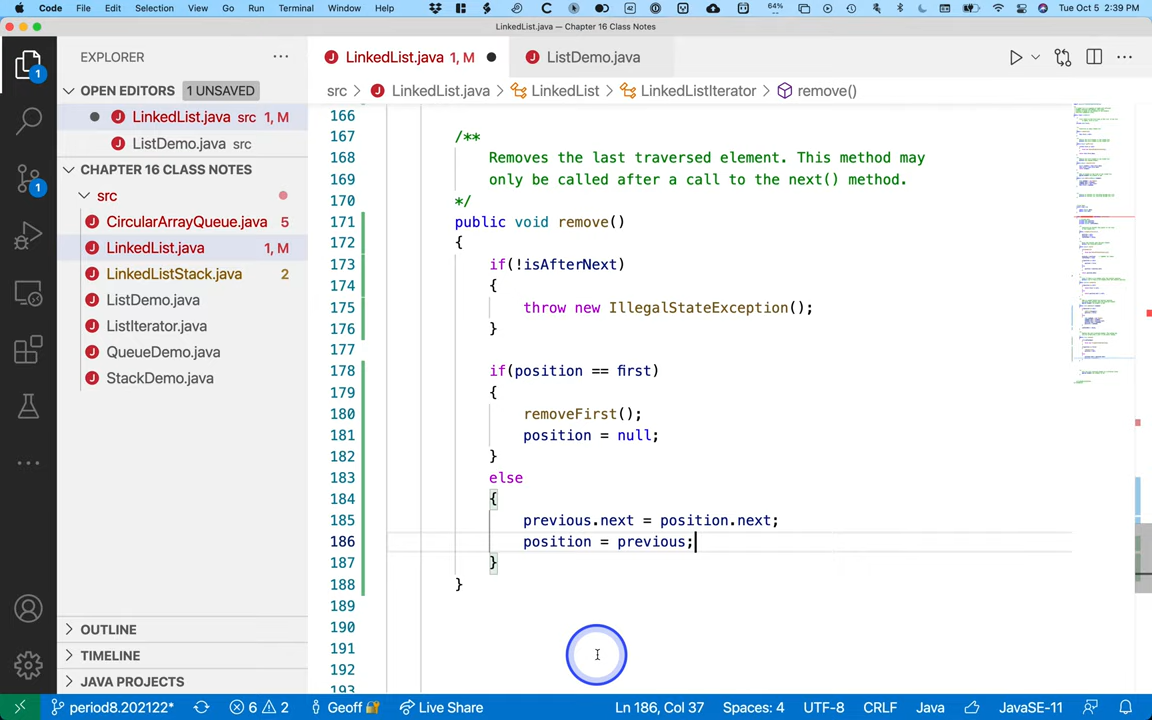 Code File Edit Selection View Go Run Terminal Window Help 64% Tue Oct 5 2:39 PM
LinkedList.java — Chapter 16 Class Notes
EXPLORER
LinkedList.java 1, M
ListDemo.java
OPEN EDITORS 1 UNSAVED
LinkedList.java src 1, M
ListDemo.java src
CHAPTER 16 CLASS NOTES
src
CircularArrayQueue.java 5
LinkedList.java 1, M
LinkedListStack.java 2
ListDemo.java
ListIterator.java
QueueDemo.java
StackDemo.java
OUTLINE
TIMELINE
JAVA PROJECTS
src > LinkedList.java > LinkedList > LinkedListIterator > remove()
166
167 /**
168 Removes the last traversed element. This method may
169 only be called after a call to the next() method.
170 */
171 public void remove()
172 {
173 if(!isAfterNext)
174 {
175 throw new IllegalStateException();
176 }
177
178 if(position == first)
179 {
180 removeFirst();
181 position = null;
182 }
183 else
184 {
185 previous.next = position.next;
186 position = previous;
187 }
188 }
189
190
191
192
193
period8.202122* 6 2 Geoff Live Share Ln 186, Col 37 Spaces: 4 UTF-8 CRLF Java JavaSE-11